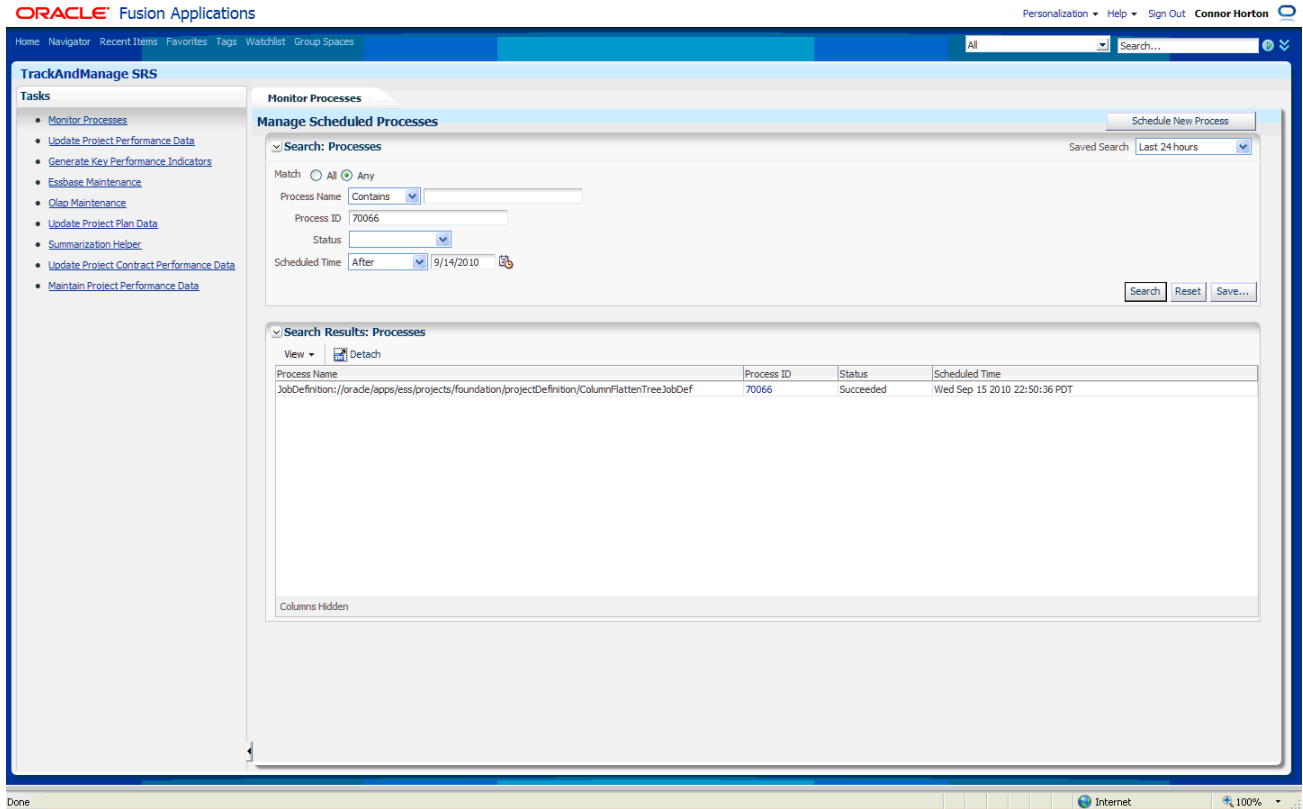 ORACLE Fusion Applications
Personalization Help Sign Out Connor Horton
Home Navigator Recent Items Favorites Tags Watchlist Group Spaces
All Search...
TrackAndManage SRS
Tasks
Monitor Processes
Update Project Performance Data
Generate Key Performance Indicators
Essbase Maintenance
Olap Maintenance
Update Project Plan Data
Summarization Helper
Update Project Contract Performance Data
Maintain Project Performance Data
Monitor Processes
Manage Scheduled Processes Schedule New Process
Search: Processes Saved Search Last 24 hours
Match All Any
Process Name Contains
Process ID 70066
Status
Scheduled Time After 9/14/2010
Search Reset Save...
Search Results: Processes
View Detach
Process Name Process ID Status Scheduled Time
JobDefinition://oracle/apps/ess/projects/foundation/projectDefinition/ColumnFlattenTreeJobDef 70066 Succeeded Wed Sep 15 2010 22:50:36 PDT
Columns Hidden
Done Internet 100%